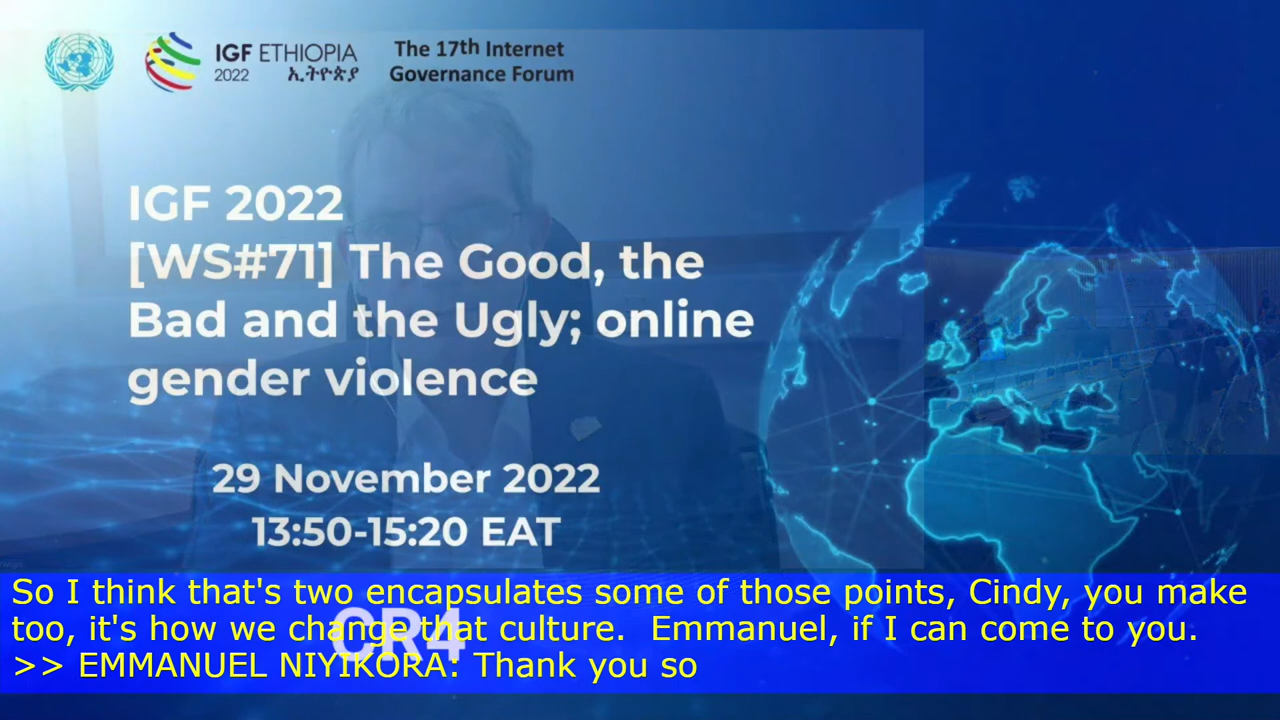 IGF ETHIOPIA
2022 ኢትዮጵያ
The 17th Internet
Governance Forum
IGF 2022
[WS#71] The Good, the
Bad and the Ugly; online
gender violence
29 November 2022
13:50-15:20 EAT
CR4
So I think that's two encapsulates some of those points, Cindy, you make
too, it's how we change that culture.  Emmanuel, if I can come to you.
>> EMMANUEL NIYIKORA: Thank you so